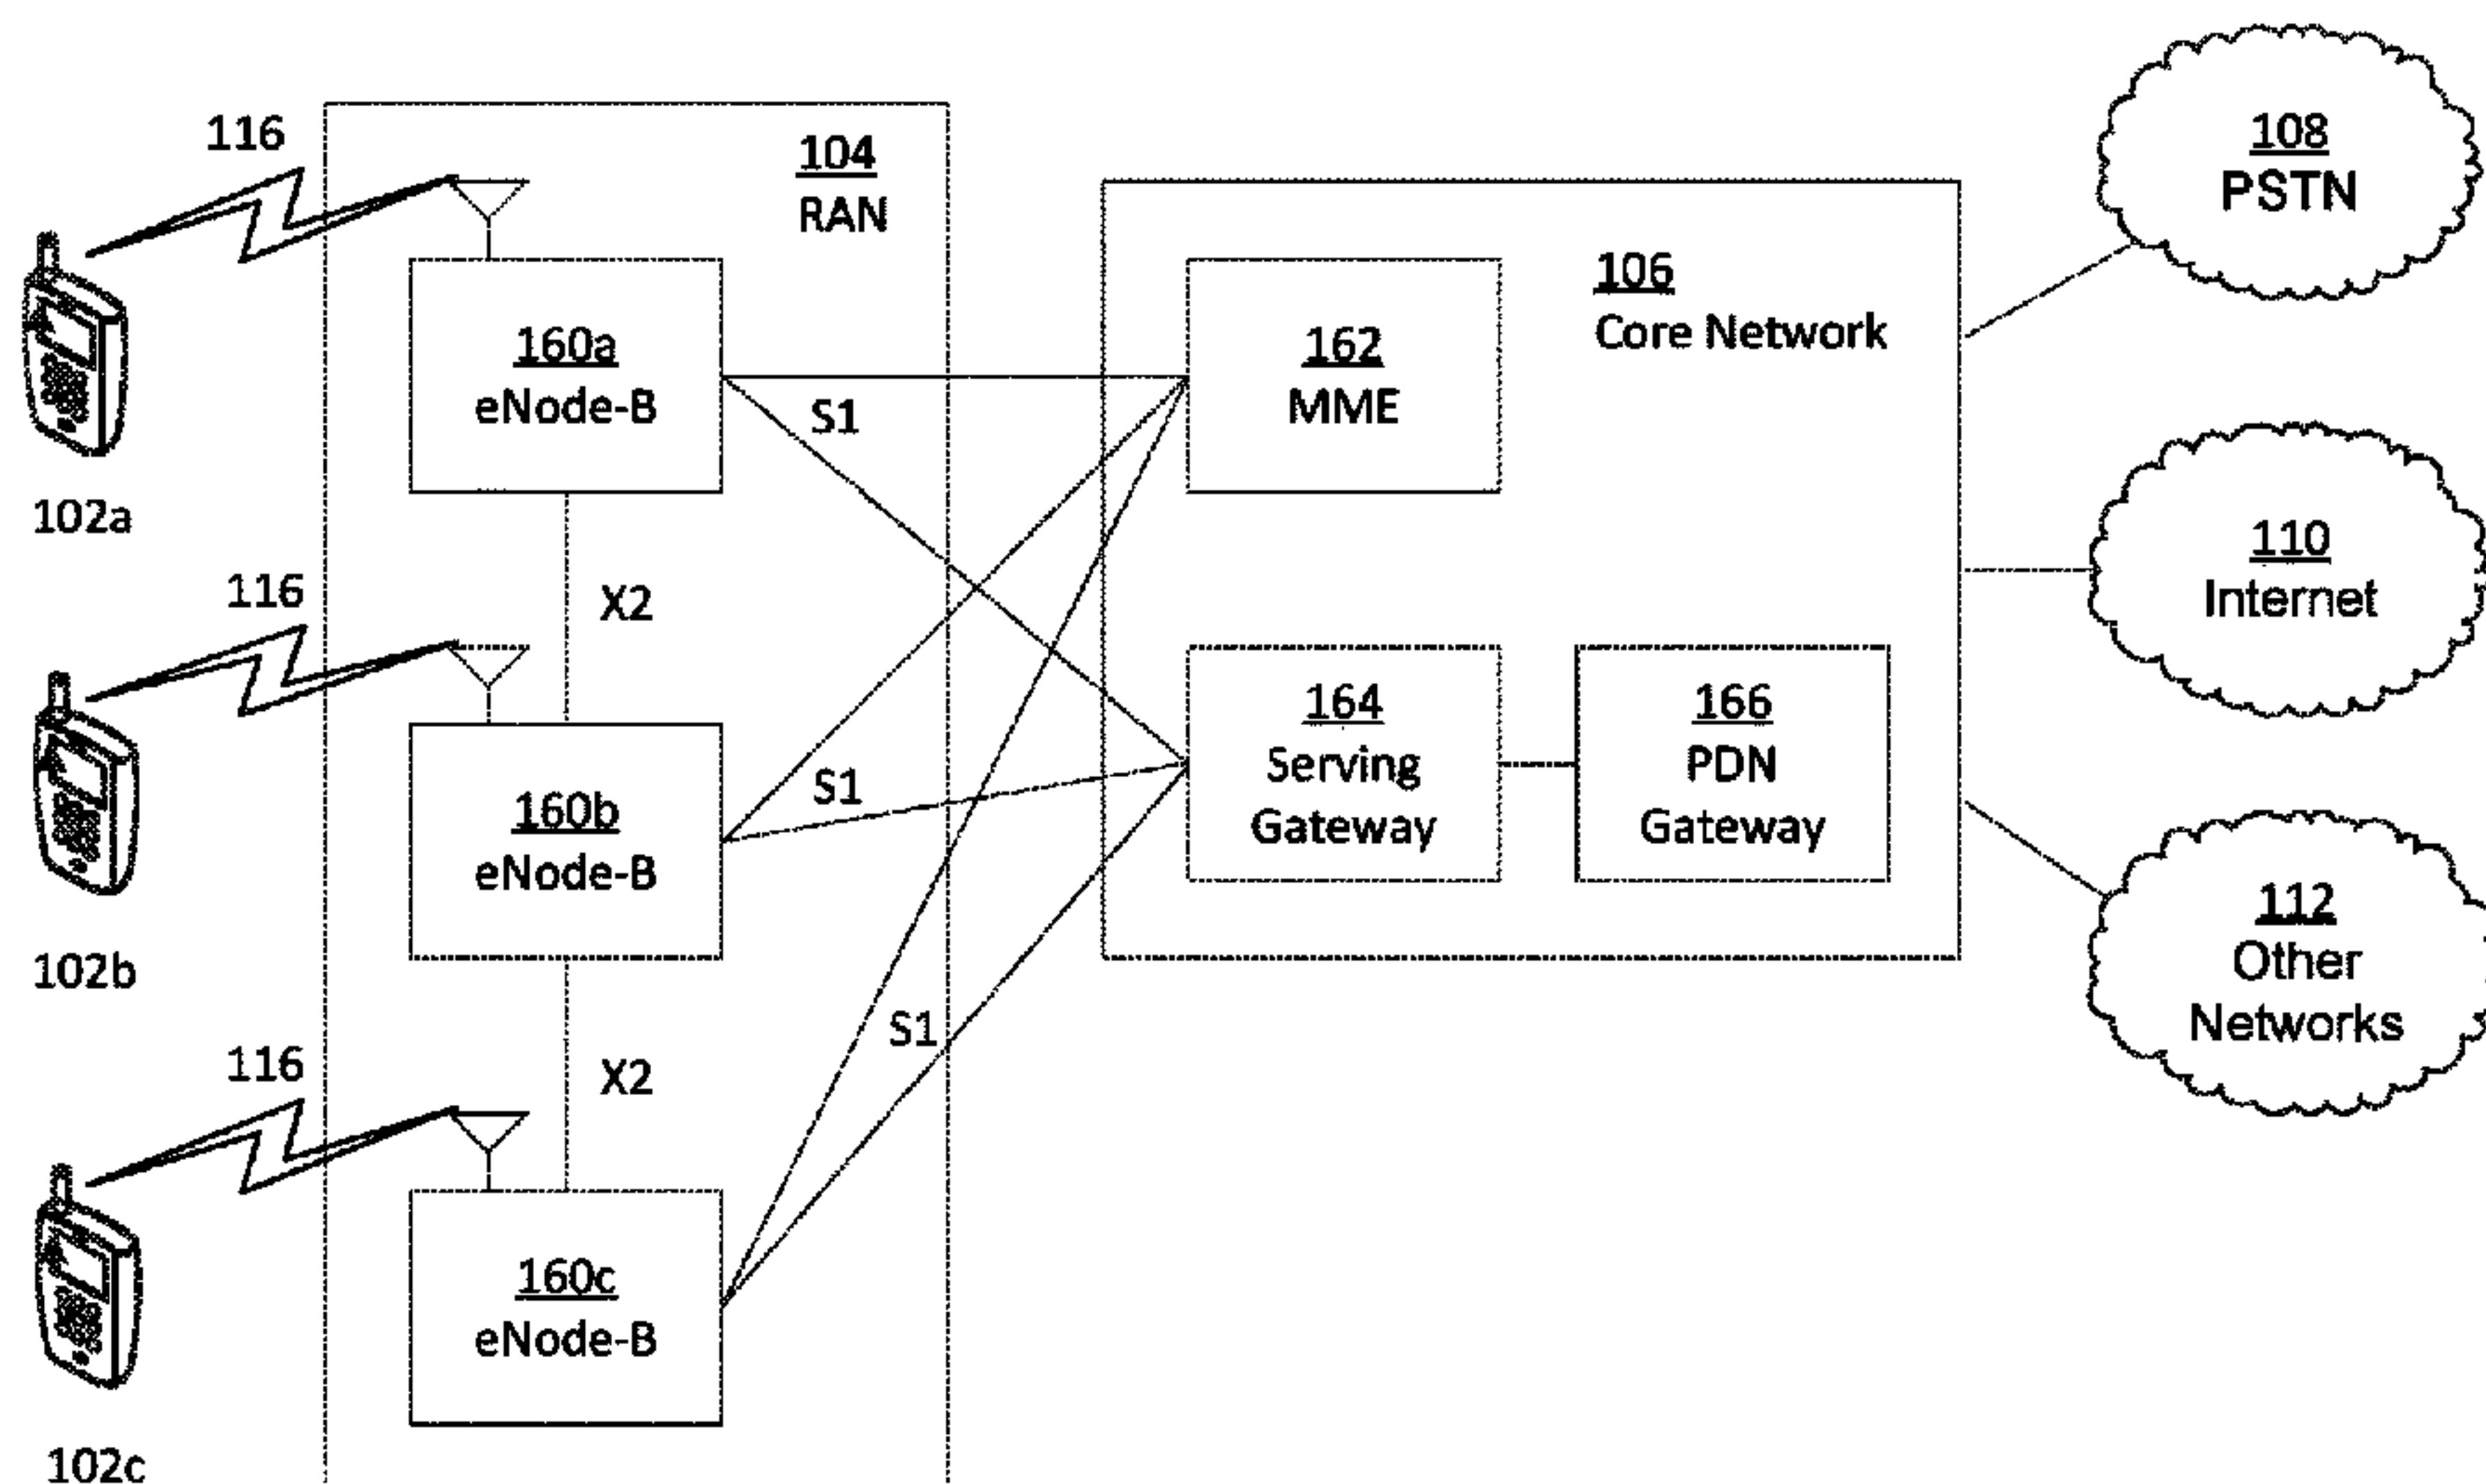 116
104
RAN
108
PSTN
106
Core Network
160a
eNode-B
162
MME
S1
102a
110
Internet
116
X2
164
Serving
Gateway
166
PDN
Gateway
160b
eNode-B
S1
112
Other
Networks
102b
S1
116
X2
160c
eNode-B
102c